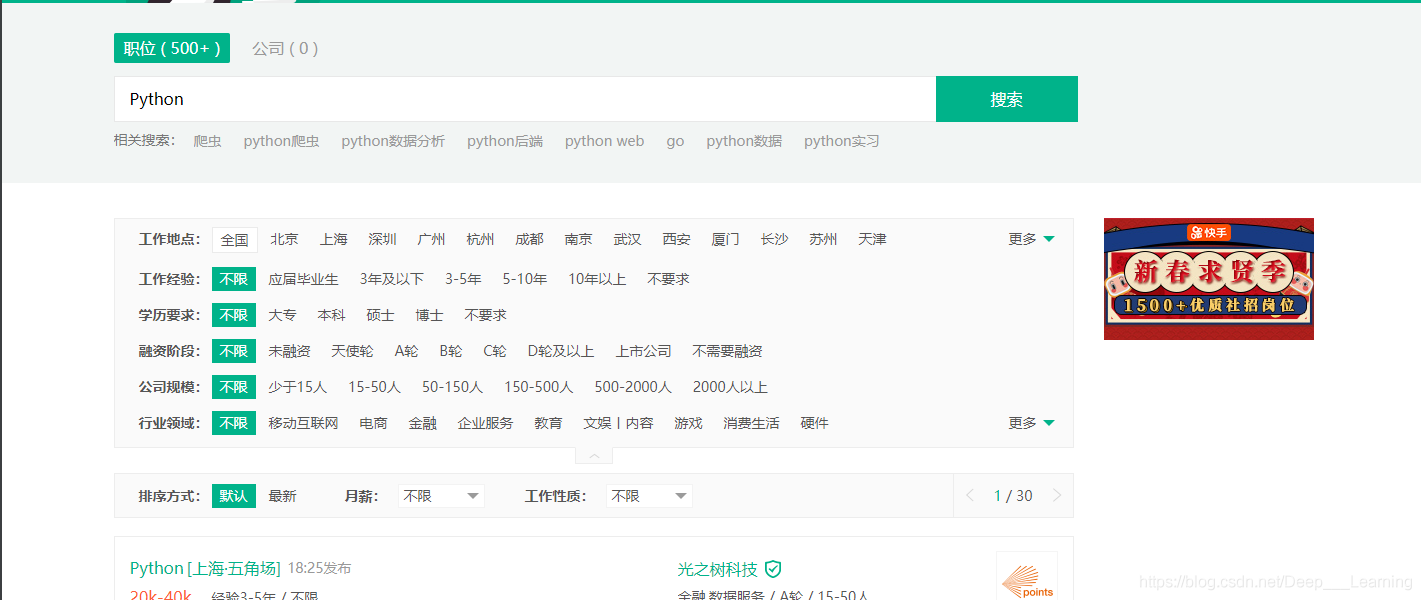 职位 ( 500+ ) 公司 ( 0 )
Python 搜索
相关搜索： 爬虫 python爬虫 python数据分析 python后端 python web go python数据 python实习
工作地点： 全国 北京 上海 深圳 广州 杭州 成都 南京 武汉 西安 厦门 长沙 苏州 天津 更多
工作经验： 不限 应届毕业生 3年及以下 3-5年 5-10年 10年以上 不要求
学历要求： 不限 大专 本科 硕士 博士 不要求
融资阶段： 不限 未融资 天使轮 A轮 B轮 C轮 D轮及以上 上市公司 不需要融资
公司规模： 不限 少于15人 15-50人 50-150人 150-500人 500-2000人 2000人以上
行业领域： 不限 移动互联网 电商 金融 企业服务 教育 文娱丨内容 游戏 消费生活 硬件 更多
快手
新春求贤季
1500+优质社招岗位
排序方式： 默认 最新 月薪： 不限 工作性质： 不限 1 / 30
Python [上海·五角场] 18:25发布 光之树科技
20k-40k 经验3-5年 / 不限 金融,数据服务 / A轮 / 15-50人
points
https://blog.csdn.net/Deep___Learning